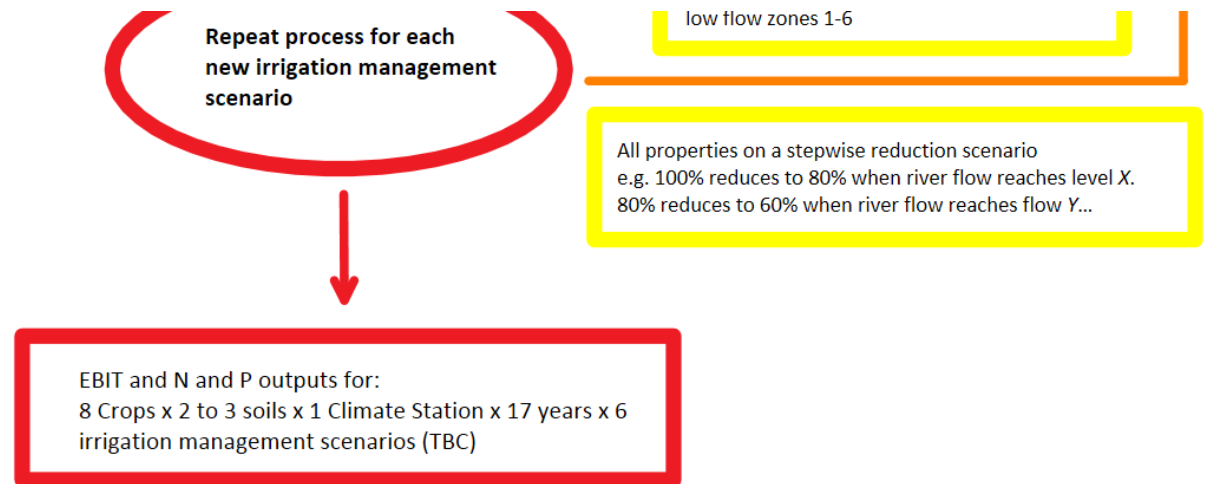 low flow zones 1-6
Repeat process for each
new irrigation management
scenario
All properties on a stepwise reduction scenario
e.g. 100% reduces to 80% when river flow reaches level X.
80% reduces to 60% when river flow reaches flow Y...
EBIT and N and P outputs for:
8 Crops x 2 to 3 soils x 1 Climate Station x 17 years x 6
irrigation management scenarios (TBC)